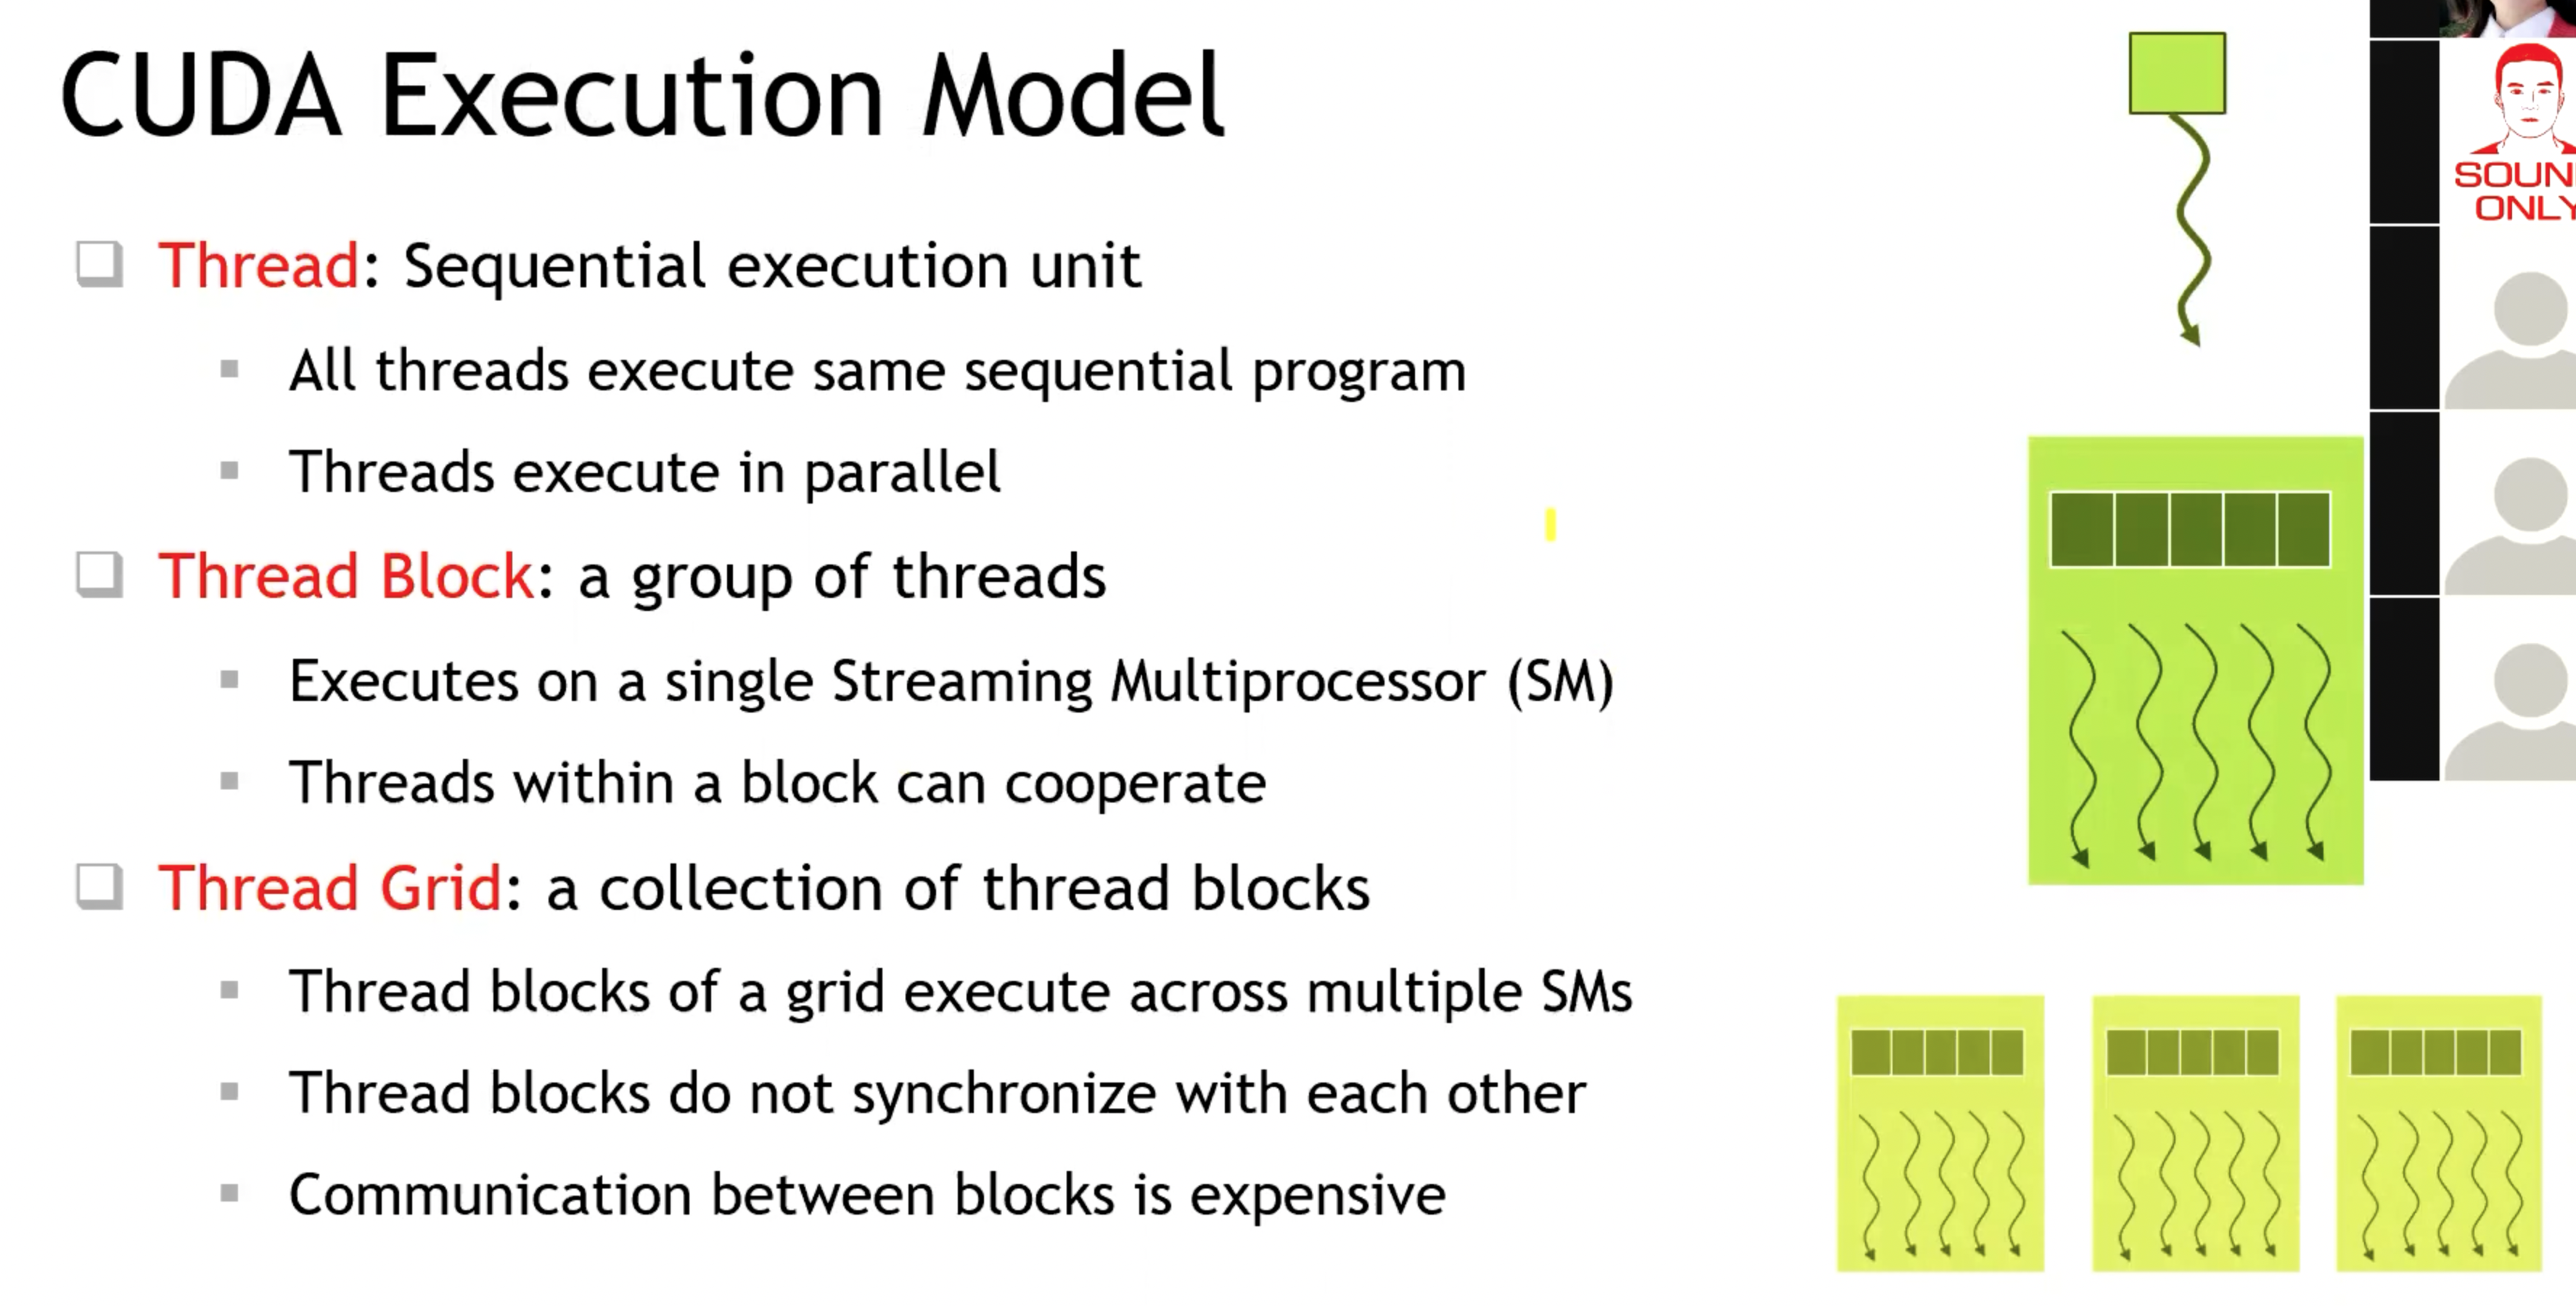 CUDA Execution Model
Thread: Sequential execution unit
All threads execute same sequential program
Threads execute in parallel
Thread Block: a group of threads
Executes on a single Streaming Multiprocessor (SM)
Threads within a block can cooperate
Thread Grid: a collection of thread blocks
Thread blocks of a grid execute across multiple SMs
Thread blocks do not synchronize with each other
Communication between blocks is expensive
SOUN
ONLY